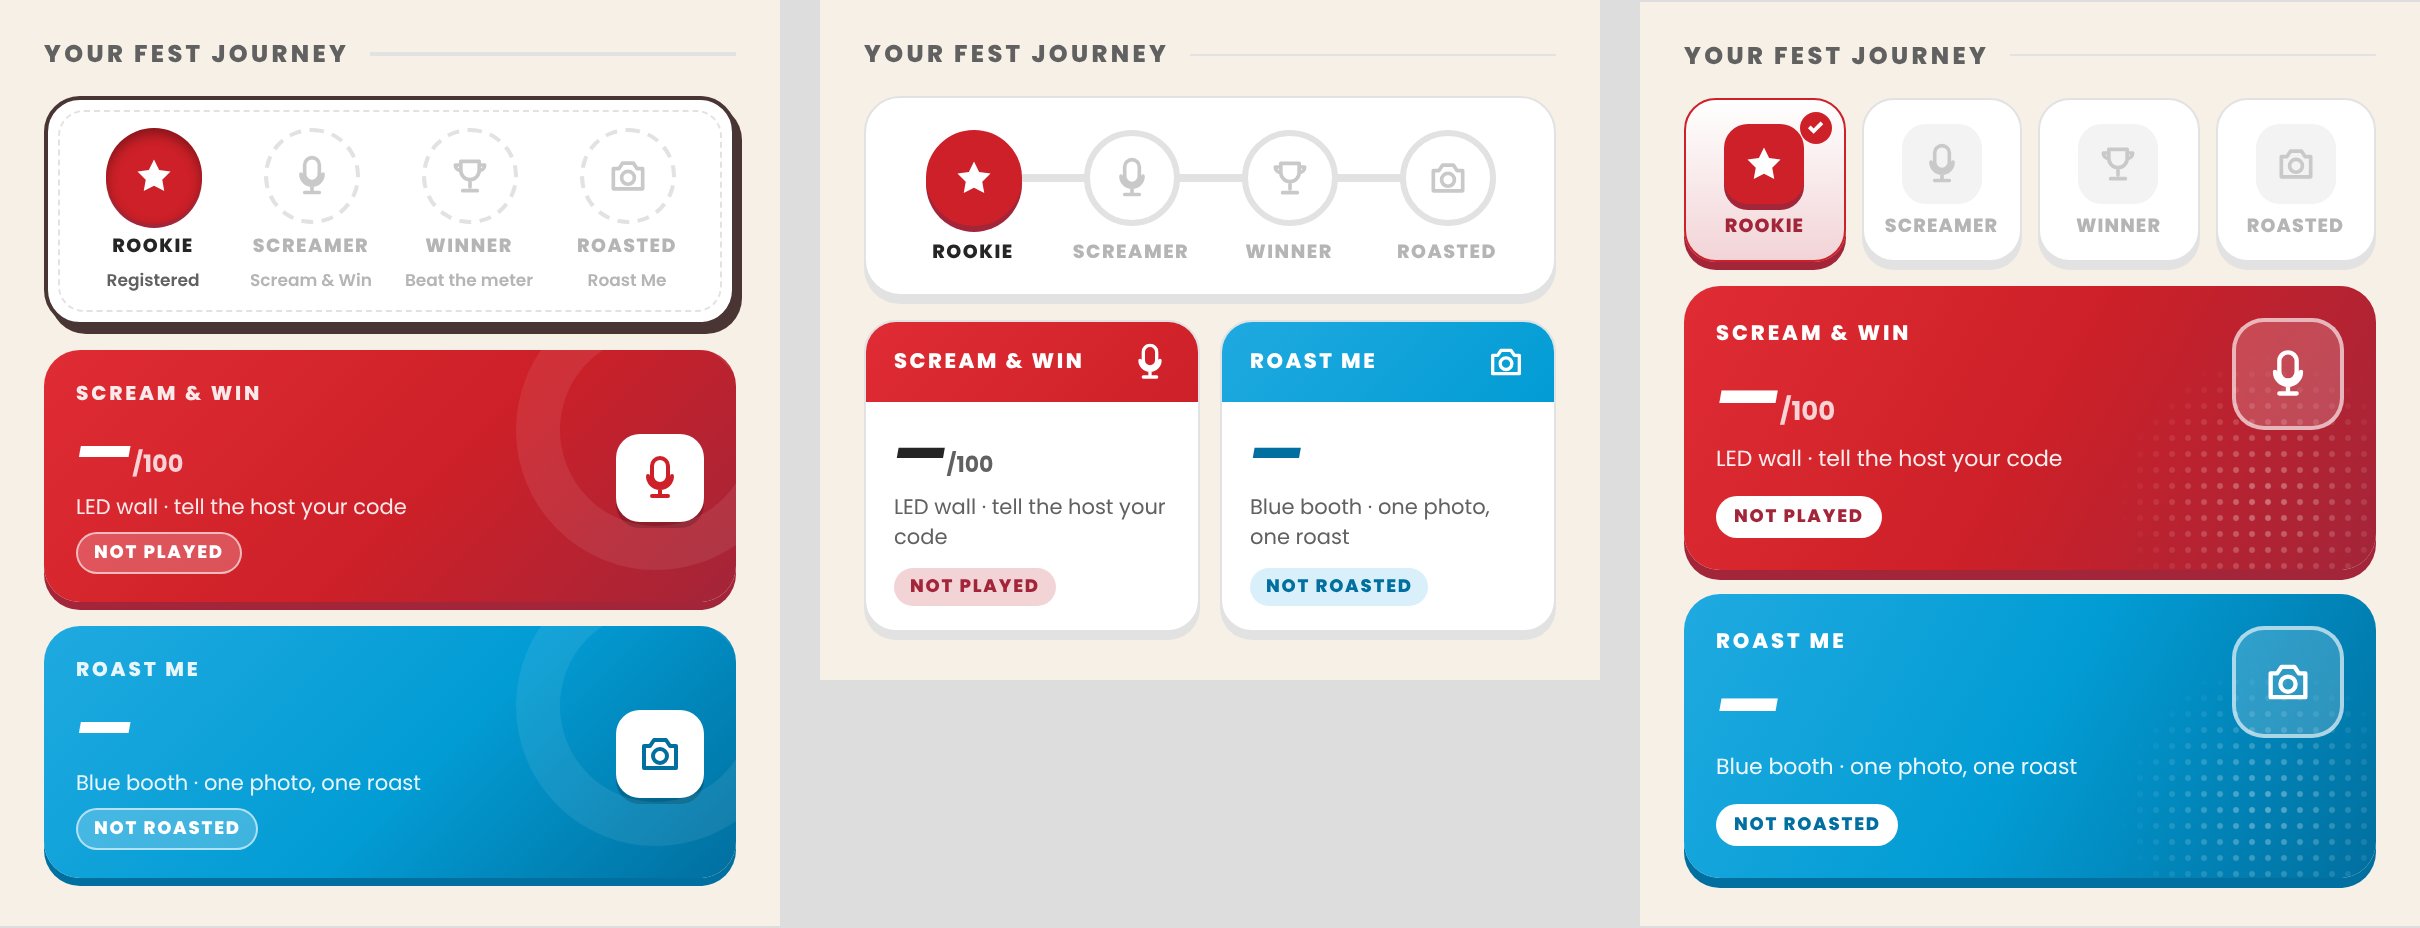 YOUR FEST JOURNEY
ROOKIE SCREAMER WINNER ROASTED
Registered Scream & Win Beat the meter Roast Me
SCREAM & WIN
—/100
LED wall · tell the host your code
NOT PLAYED
ROAST ME
—
Blue booth · one photo, one roast
NOT ROASTED
YOUR FEST JOURNEY
ROOKIE SCREAMER WINNER ROASTED
SCREAM & WIN
—/100
LED wall · tell the host your
code
NOT PLAYED
ROAST ME
—
Blue booth · one photo,
one roast
NOT ROASTED
YOUR FEST JOURNEY
ROOKIE SCREAMER WINNER ROASTED
SCREAM & WIN
—/100
LED wall · tell the host your code
NOT PLAYED
ROAST ME
—
Blue booth · one photo, one roast
NOT ROASTED